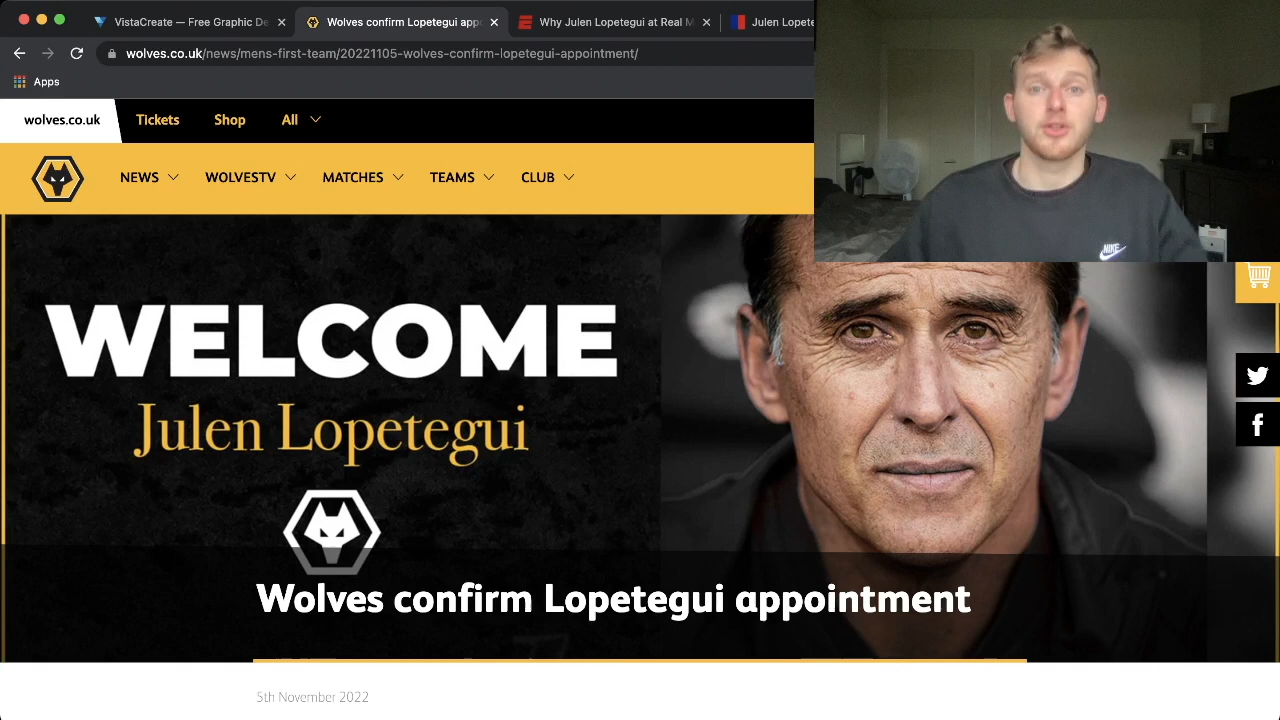 VistaCreate — Free Graphic De
Wolves confirm Lopetegui app
Why Julen Lopetegui at Real M
Julen Lopete
wolves.co.uk/news/mens-first-team/20221105-wolves-confirm-lopetegui-appointment/
Apps
wolves.co.uk
Tickets
Shop
All
NEWS
WOLVESTV
MATCHES
TEAMS
CLUB
NIKE
WELCOME
Julen Lopetegui
Wolves confirm Lopetegui appointment
5th November 2022